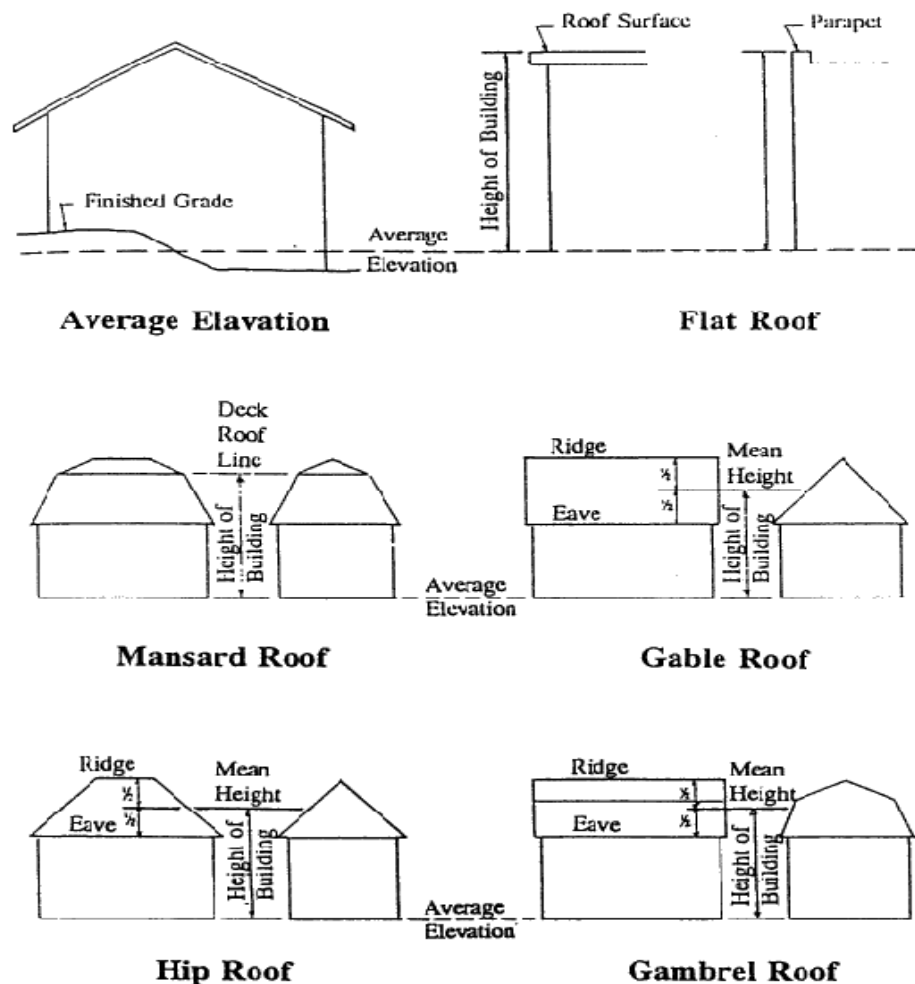 Roof Surface
Parapet
Height of Building
Height of Building
Finished Grade
Average
Elevation
Average Elavation
Flat Roof
Deck
Roof
Line
Height of
Building
Mansard Roof
Ridge
Mean
Height
½
½
Eave
Height of
Building
Average
Elevation
Gable Roof
Ridge
Mean
Height
½
½
Eave
Height of
Building
Hip Roof
Ridge
Mean
Height
½
½
Eave
Height of
Building
Average
Elevation
Gambrel Roof